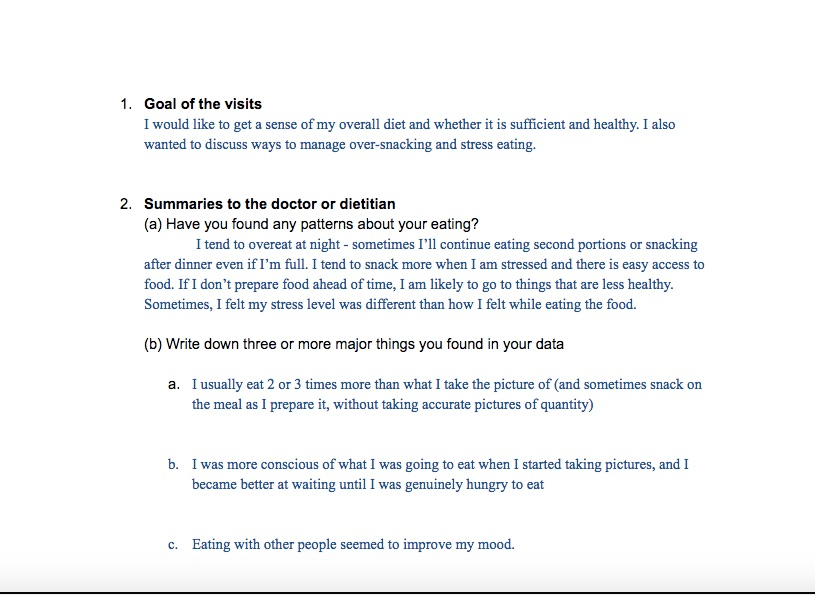 1. Goal of the visits
I would like to get a sense of my overall diet and whether it is sufficient and healthy. I also
wanted to discuss ways to manage over-snacking and stress eating.
2. Summaries to the doctor or dietitian
(a) Have you found any patterns about your eating?
I tend to overeat at night - sometimes I’ll continue eating second portions or snacking
after dinner even if I’m full. I tend to snack more when I am stressed and there is easy access to
food. If I don’t prepare food ahead of time, I am likely to go to things that are less healthy.
Sometimes, I felt my stress level was different than how I felt while eating the food.
(b) Write down three or more major things you found in your data
a. I usually eat 2 or 3 times more than what I take the picture of (and sometimes snack on
the meal as I prepare it, without taking accurate pictures of quantity)
b. I was more conscious of what I was going to eat when I started taking pictures, and I
became better at waiting until I was genuinely hungry to eat
c. Eating with other people seemed to improve my mood.